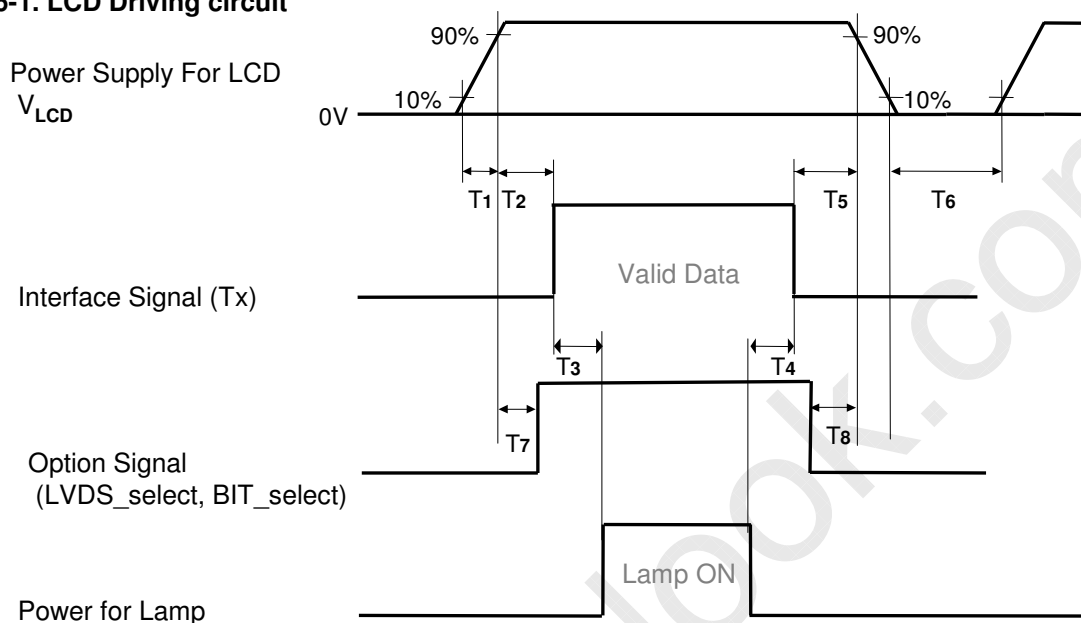 -1. LCD Driving circuit
90%
90%
Power Supply For LCD
VLCD
10%
10%
0V
T1 T2 T5 T6
Valid Data
Interface Signal (Tx)
T3 T4
T7 T8
Option Signal
(LVDS_select, BIT_select)
Lamp ON
Power for Lamp